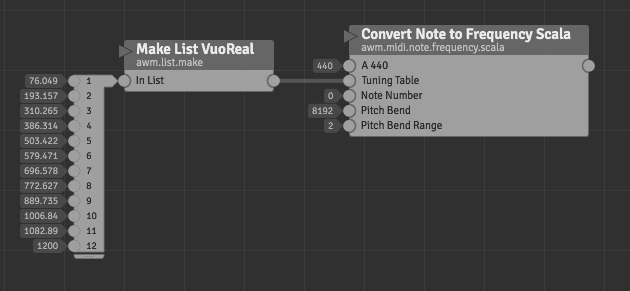 Make List VuoReal
awm.list.make
In List
76.049 1
193.157 2
310.265 3
386.314 4
503.422 5
579.471 6
696.578 7
772.627 8
889.735 9
1006.84 10
1082.89 11
1200 12
Convert Note to Frequency Scala
awm.midi.note.frequency.scala
440 A 440
Tuning Table
0 Note Number
8192 Pitch Bend
2 Pitch Bend Range